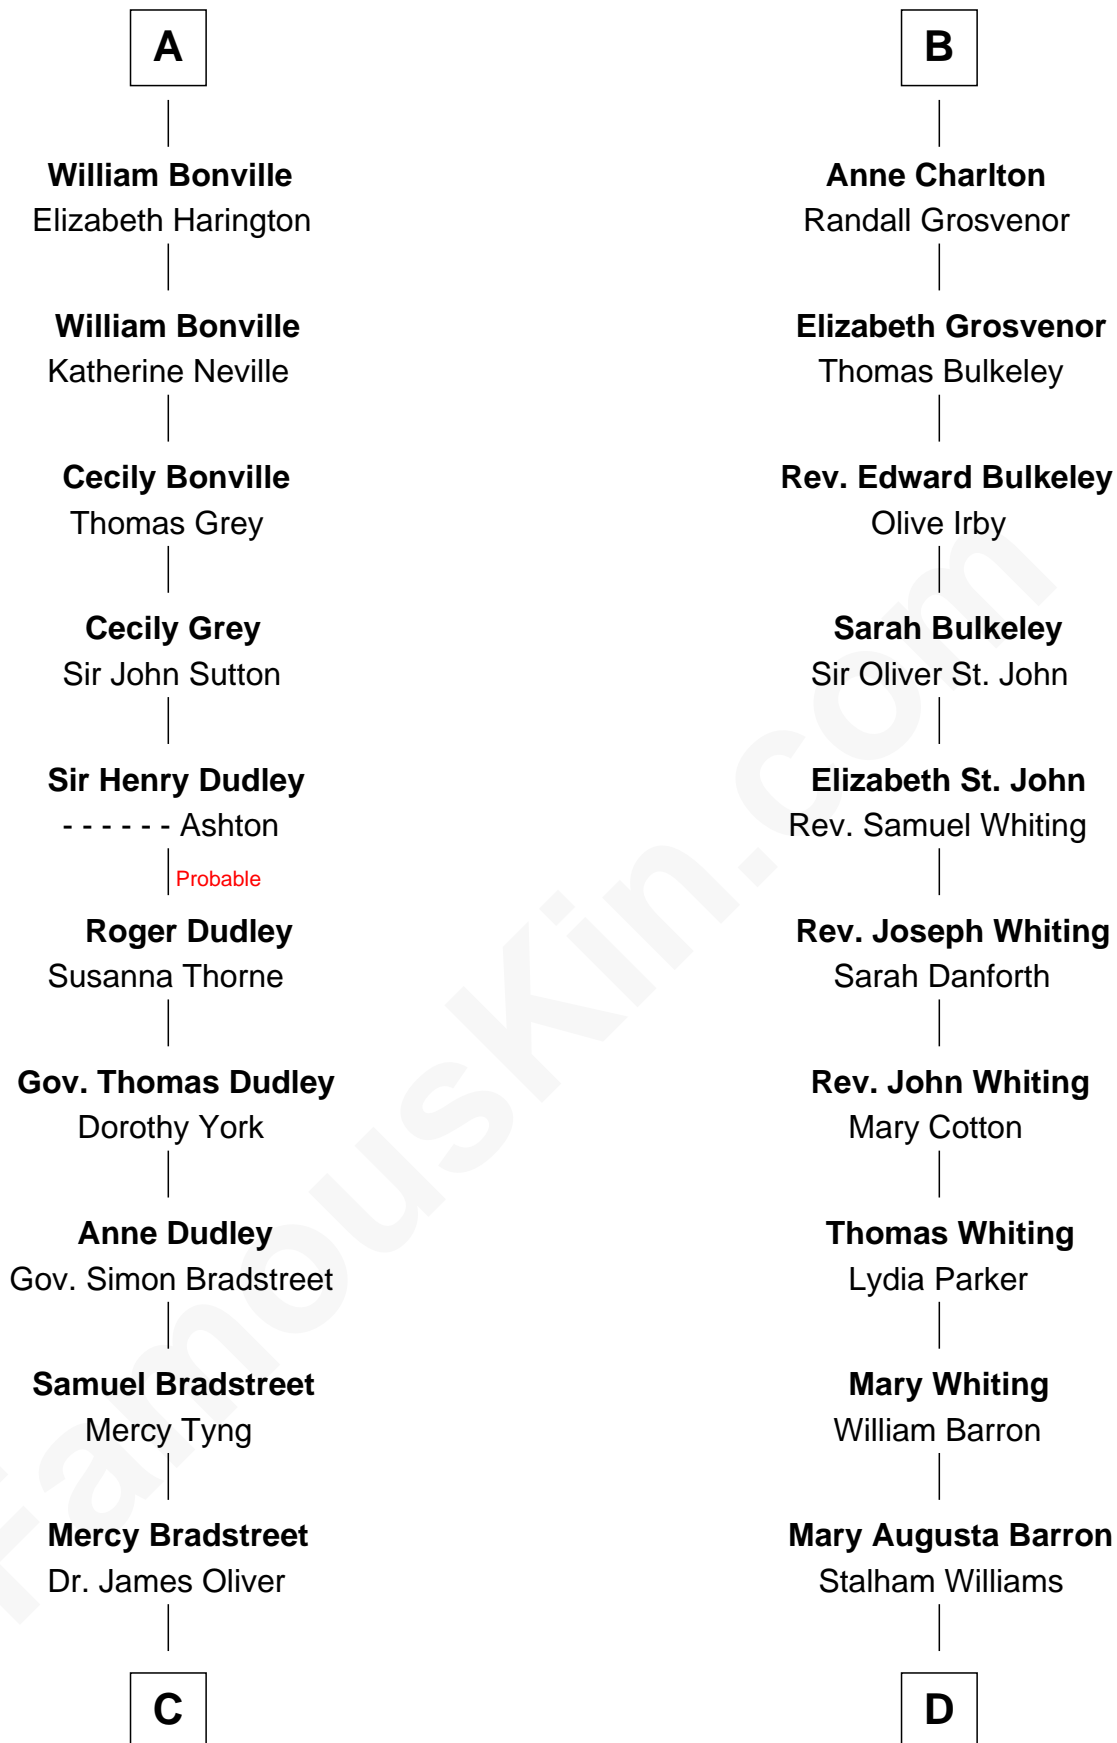 A
William Bonville
Elizabeth Harington
William Bonville
Katherine Neville
Cecily Bonville
Thomas Grey
Cecily Grey
Sir John Sutton
Sir Henry Dudley
- - - - - - Ashton
Probable
Roger Dudley
Susanna Thorne
Gov. Thomas Dudley
Dorothy York
Anne Dudley
Gov. Simon Bradstreet
Samuel Bradstreet
Mercy Tyng
Mercy Bradstreet
Dr. James Oliver
C
B
Anne Charlton
Randall Grosvenor
Elizabeth Grosvenor
Thomas Bulkeley
Rev. Edward Bulkeley
Olive Irby
Sarah Bulkeley
Sir Oliver St. John
Elizabeth St. John
Rev. Samuel Whiting
Rev. Joseph Whiting
Sarah Danforth
Rev. John Whiting
Mary Cotton
Thomas Whiting
Lydia Parker
Mary Whiting
William Barron
Mary Augusta Barron
Stalham Williams
D
FamousKin.com